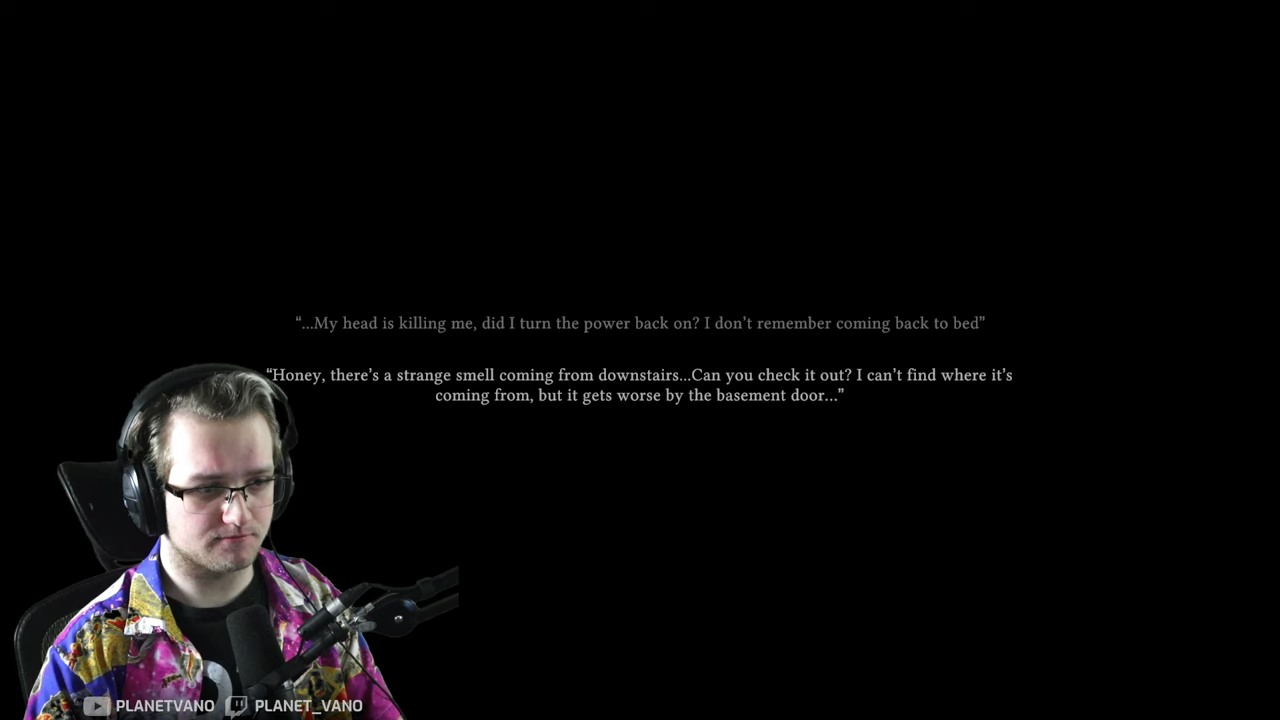 “...My head is killing me, did I turn the power back on? I don’t remember coming back to bed”
“Honey, there’s a strange smell coming from downstairs...Can you check it out? I can’t find where it's
coming from, but it gets worse by the basement door...”
PLANETVANO PLANET_VANO